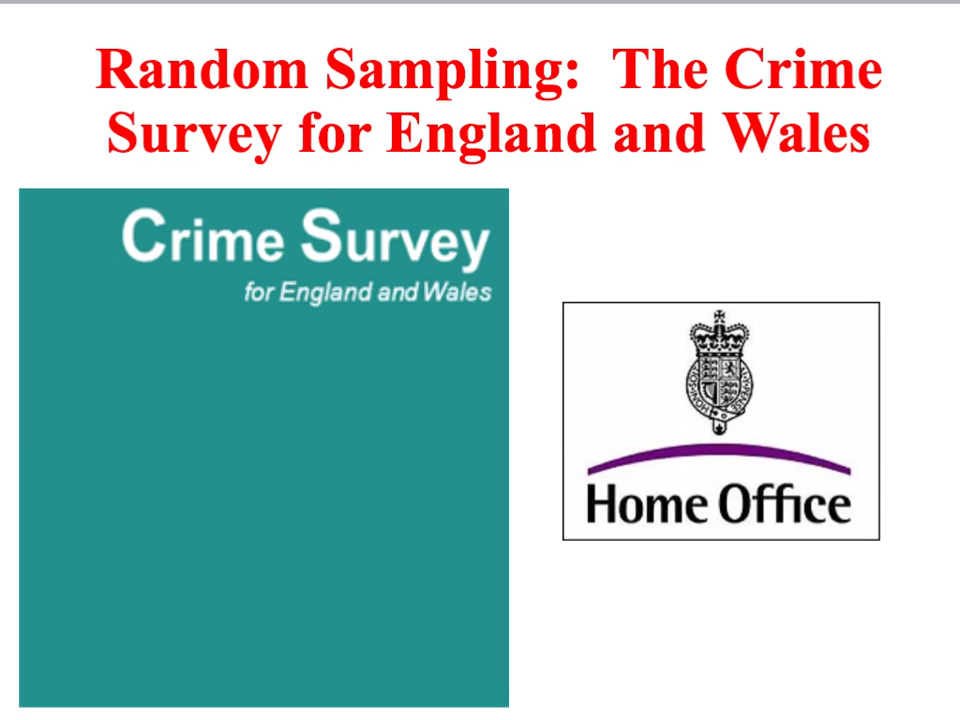 Random Sampling:  The Crime
Survey for England and Wales
Crime Survey
for England and Wales
Home Office